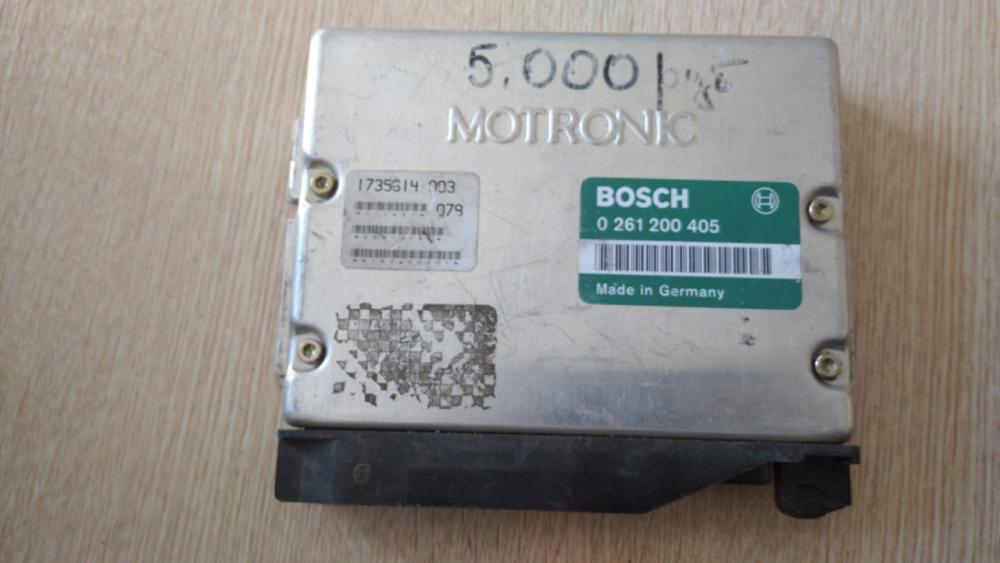 5.000 руб
MOTRONIC
1735614 003
079
BOSCH
0 261 200 405
Made in Germany